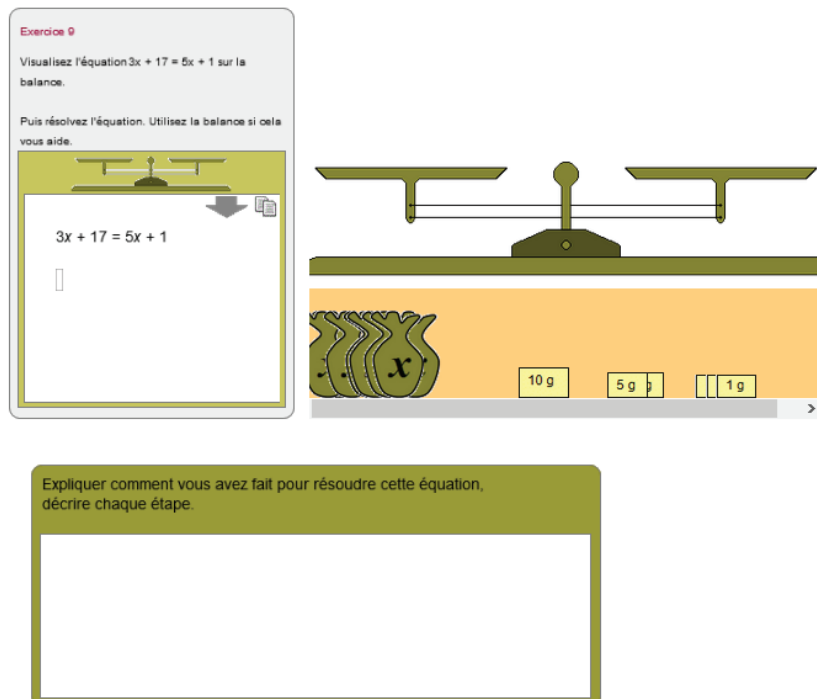 Exercice 9
Visualisez l'équation 3x + 17 = 5x + 1 sur la
balance.
Puis résolvez l'équation. Utilisez la balance si cela
vous aide.
3x + 17 = 5x + 1
x
10 g
5 g
g
1 g
Expliquer comment vous avez fait pour résoudre cette équation,
décrire chaque étape.